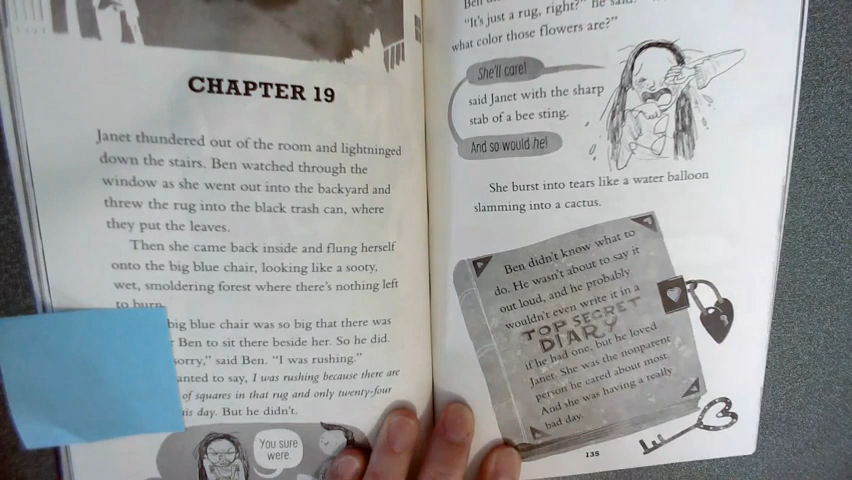 CHAPTER 19
Janet thundered out of the room and lightninged
down the stairs. Ben watched through the
window as she went out into the backyard and
threw the rug into the black trash can, where
they put the leaves.
Then she came back inside and flung herself
onto the big blue chair, looking like a sooty,
wet, smoldering forest where there's nothing left
to burn.
big blue chair was so big that there was
Ben to sit there beside her. So he did.
sorry," said Ben. "I was rushing."
to say, I was rushing because there are
of squares in that rug and only twenty-four
day. But he didn't.
You sure
were.
Ben
"It's just a rug, right?" he said.
what color those flowers are?"
She'll care!
said Janet with the sharp
stab of a bee sting.
And so would he!
She burst into tears like a water balloon
slamming into a cactus.
Ben didn't know what to
do. He wasn't about to say it
out loud, and he probably
wouldn't even write it in a
TOP SECRET
DIARY
if he had one, but he loved
Janet. She was the nonparent
person he cared about most.
And she was having a really
bad day.
135